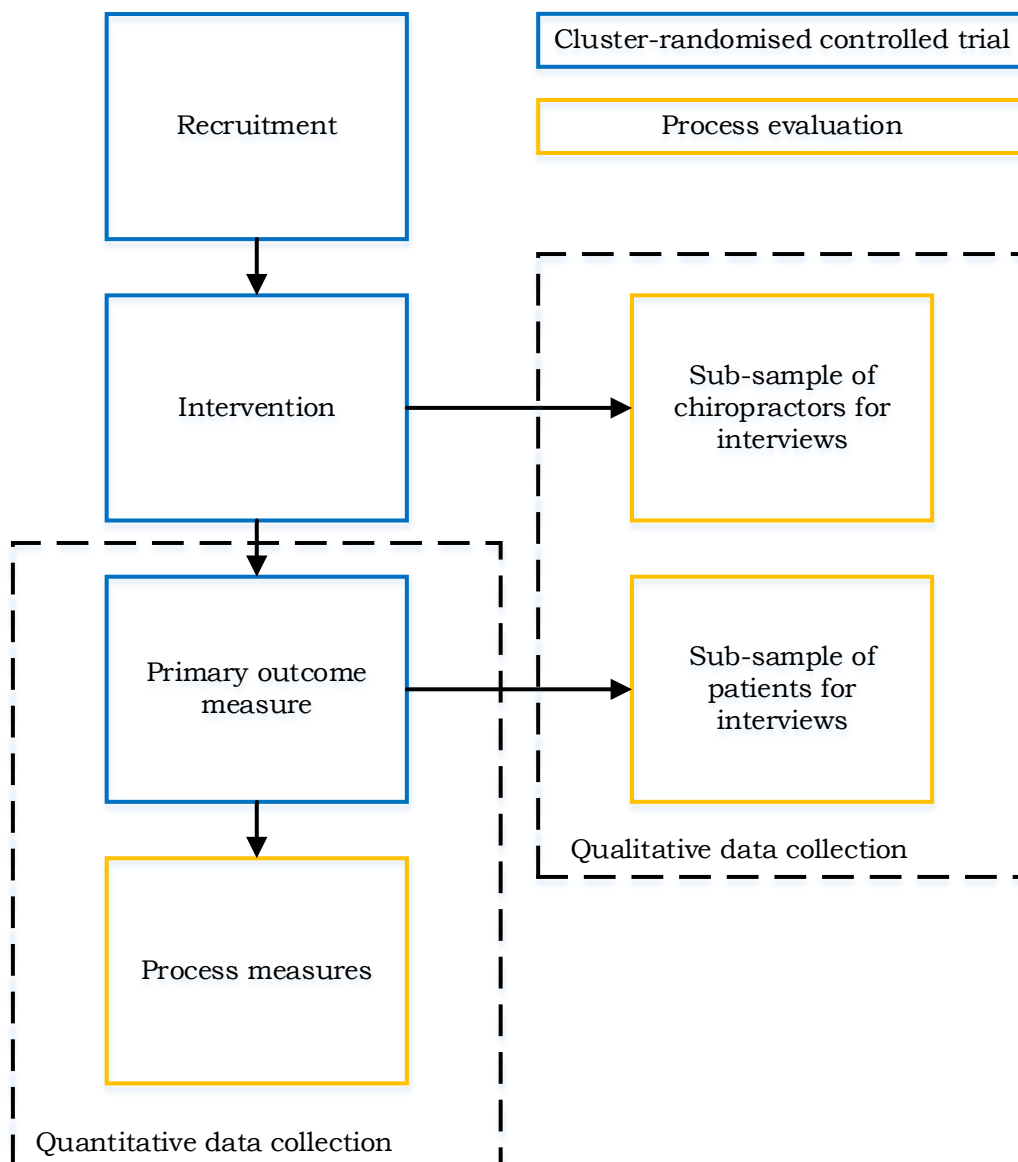 Recruitment
Cluster-randomised controlled trial
Process evaluation
Intervention
Sub-sample of
chiropractors for
interviews
Primary outcome
measure
Sub-sample of
patients for
interviews
Qualitative data collection
Process measures
Quantitative data collection